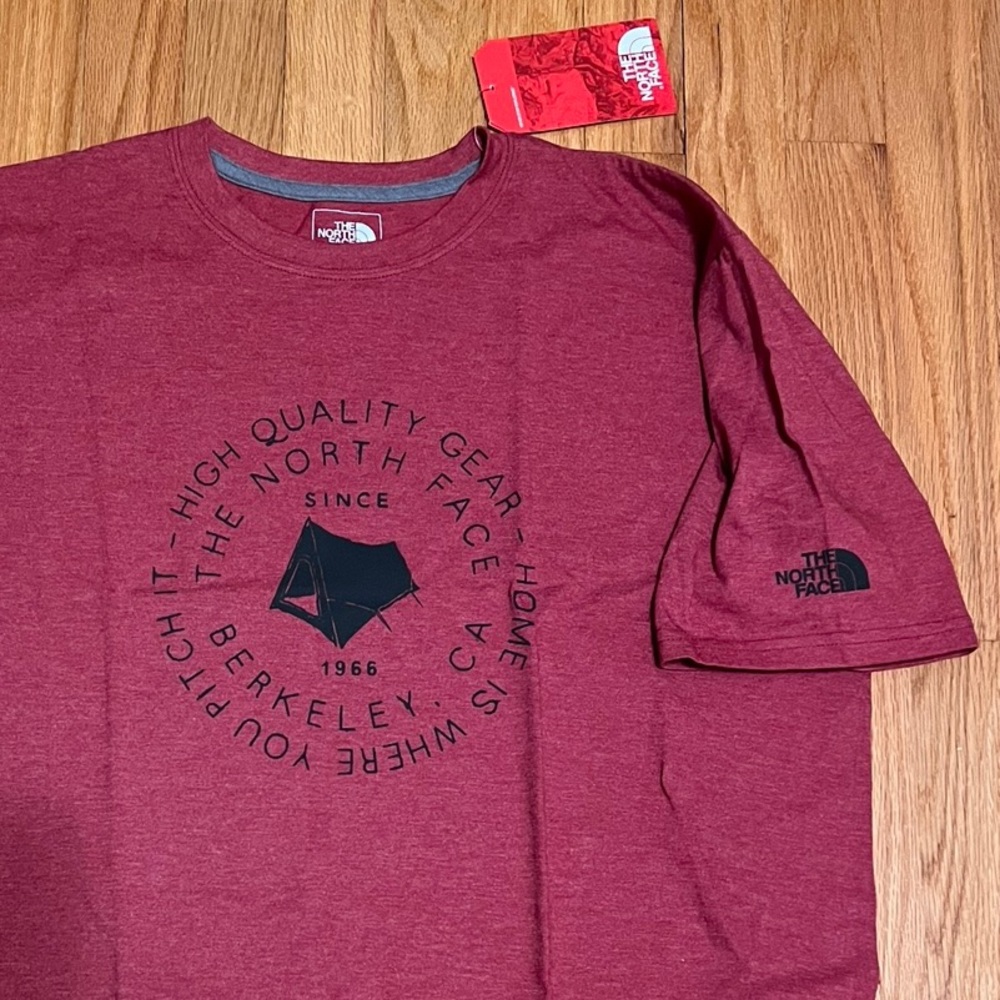 THE
NORTH
FACE
THE
NORTH
FACE
– HIGH QUALITY GEAR – HOME IS WHERE YOU PITCH IT
THE NORTH FACE
SINCE
1966
BERKELEY, CA
THE
NORTH
FACE